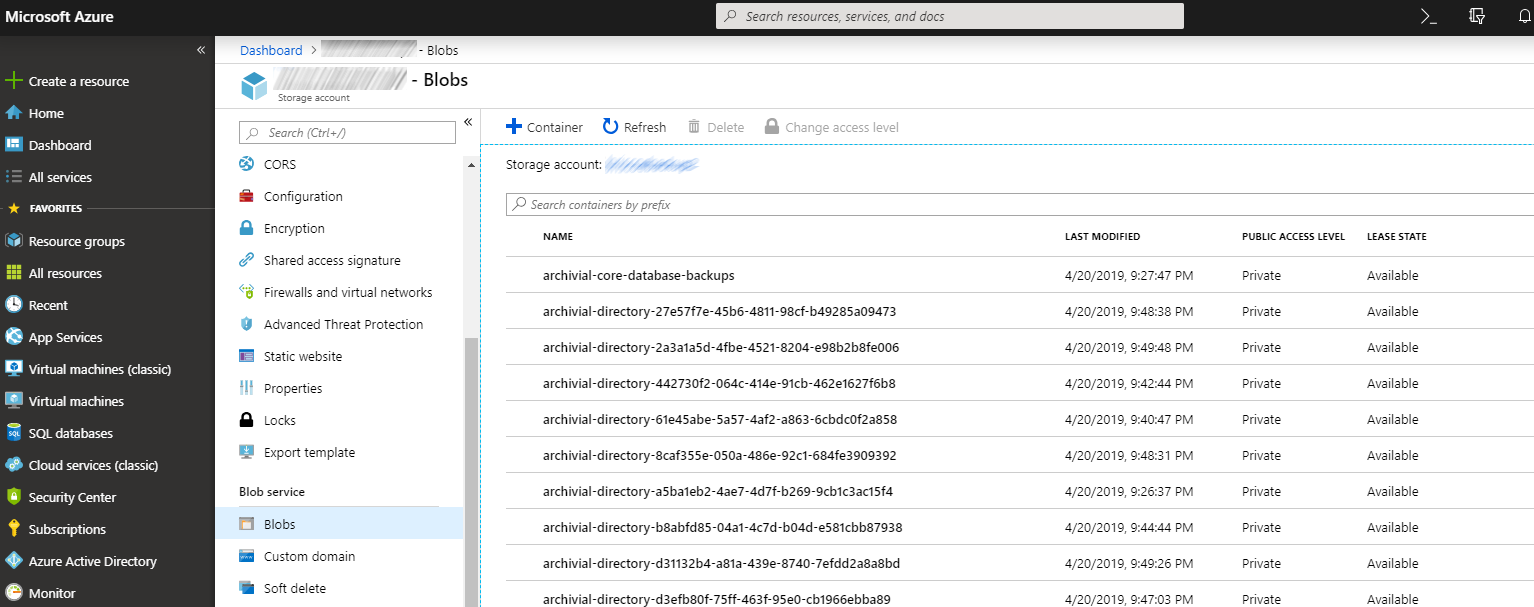 Microsoft Azure
Search resources, services, and docs
«
Create a resource
Home
Dashboard
All services
FAVORITES
Resource groups
All resources
Recent
App Services
Virtual machines (classic)
Virtual machines
SQL databases
Cloud services (classic)
Security Center
Subscriptions
Azure Active Directory
Monitor
Dashboard > - Blobs
- Blobs
Storage account
Search (Ctrl+/)
«
CORS
Configuration
Encryption
Shared access signature
Firewalls and virtual networks
Advanced Threat Protection
Static website
Properties
Locks
Export template
Blob service
Blobs
Custom domain
Soft delete
Container Refresh Delete Change access level
Storage account:
Search containers by prefix
NAME LAST MODIFIED PUBLIC ACCESS LEVEL LEASE STATE
archivial-core-database-backups 4/20/2019, 9:27:47 PM Private Available
archivial-directory-27e57f7e-45b6-4811-98cf-b49285a09473 4/20/2019, 9:48:38 PM Private Available
archivial-directory-2a3a1a5d-4fbe-4521-8204-e98b2b8fe006 4/20/2019, 9:49:48 PM Private Available
archivial-directory-442730f2-064c-414e-91cb-462e1627f6b8 4/20/2019, 9:42:44 PM Private Available
archivial-directory-61e45abe-5a57-4af2-a863-6cbdc0f2a858 4/20/2019, 9:40:47 PM Private Available
archivial-directory-8caf355e-050a-486e-92c1-684fe3909392 4/20/2019, 9:48:31 PM Private Available
archivial-directory-a5ba1eb2-4ae7-4d7f-b269-9cb1c3ac15f4 4/20/2019, 9:26:37 PM Private Available
archivial-directory-b8abfd85-04a1-4c7d-b04d-e581cbb87938 4/20/2019, 9:44:44 PM Private Available
archivial-directory-d31132b4-a81a-439e-8740-7efdd2a8a8bd 4/20/2019, 9:49:26 PM Private Available
archivial-directory-d3efb80f-75ff-463f-95e0-cb1966ebba89 4/20/2019, 9:47:03 PM Private Available